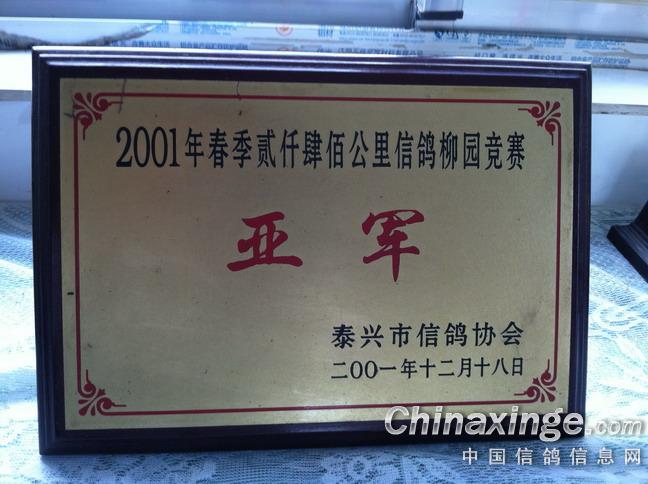 2001年春季贰仟肆佰公里信鸽柳园竞赛
亚军
泰兴市信鸽协会
二OO一年十二月十八日
Chinaxinge.com
中国信鸽信息网